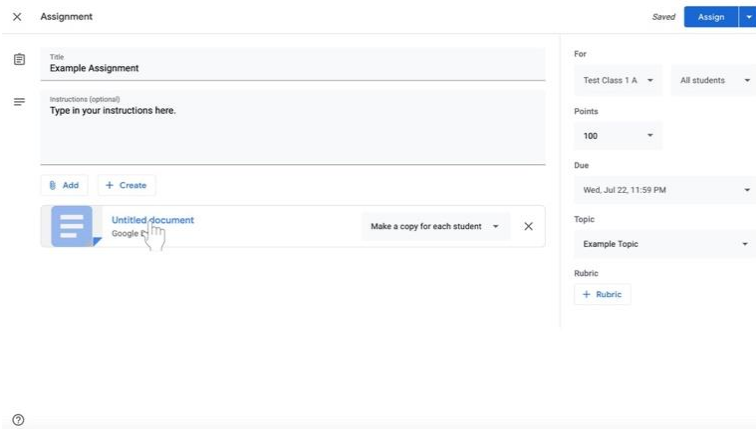 Assignment
Saved
Assign
Title
Example Assignment
Instructions (optional)
Type in your instructions here.
Add
+ Create
Untitled document
Google
Make a copy for each student
For
Test Class 1 A
All students
Points
100
Due
Wed, Jul 22, 11:59 PM
Topic
Example Topic
Rubric
+ Rubric